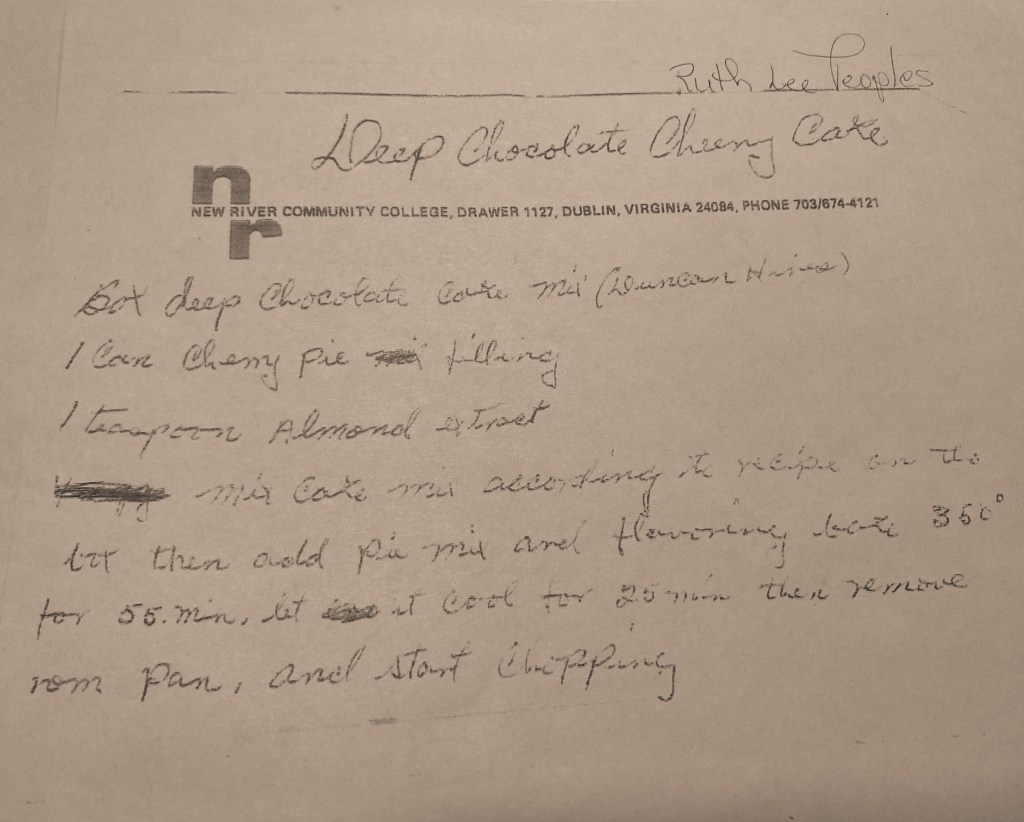 Ruth Lee Peoples
Deep Chocolate Cherry Cake
nr
NEW RIVER COMMUNITY COLLEGE, DRAWER 1127, DUBLIN, VIRGINIA 24084, PHONE 703/674-4121
Box deep Chocolate Cake mix (Duncan Hines)
1 Can Cherry pie filling
1 teaspoon Almond extract
mix Cake mix according to recipe on the
box then add pie mix and flavoring bake 350°
for 55. min, let it Cool for 25 min then remove
rom pan, and start Chopping